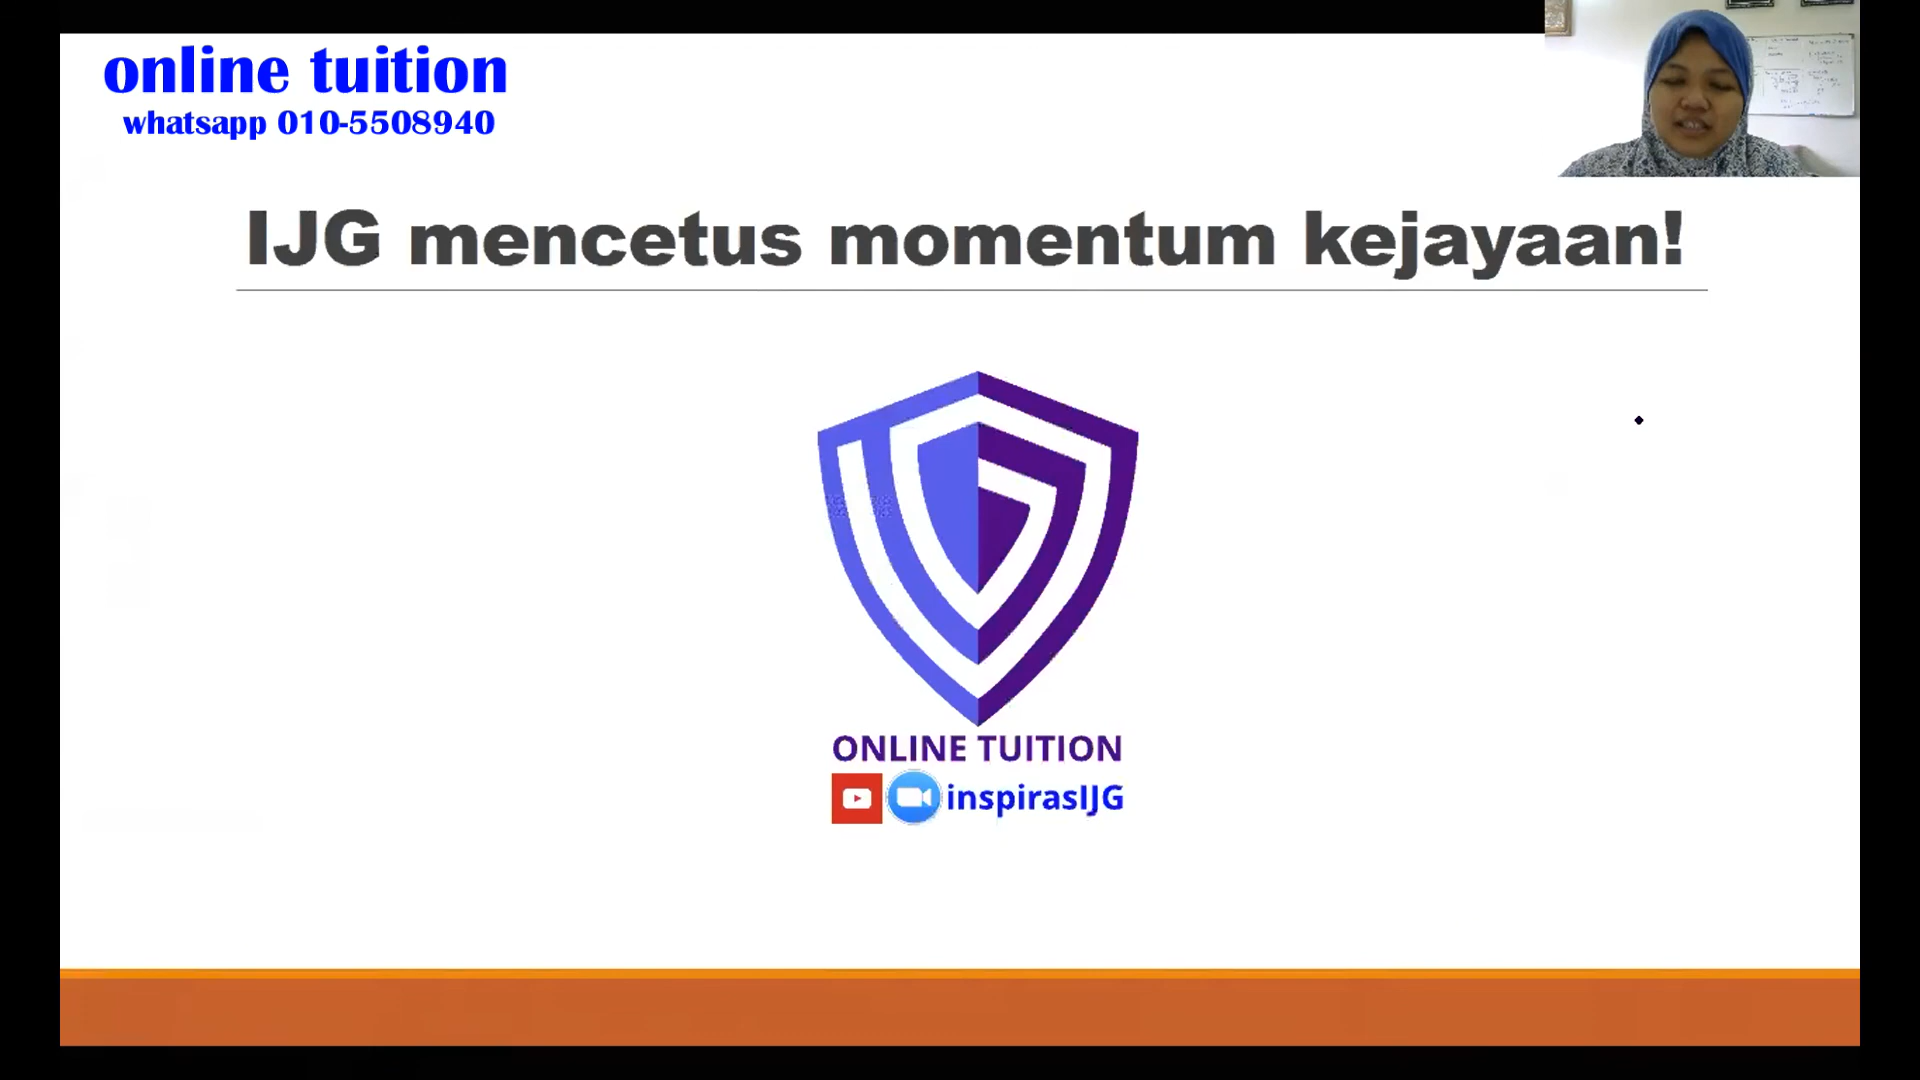 online tuition
whatsapp 010-5508940
IJG mencetus momentum kejayaan!
ONLINE TUITION
inspirasIJG